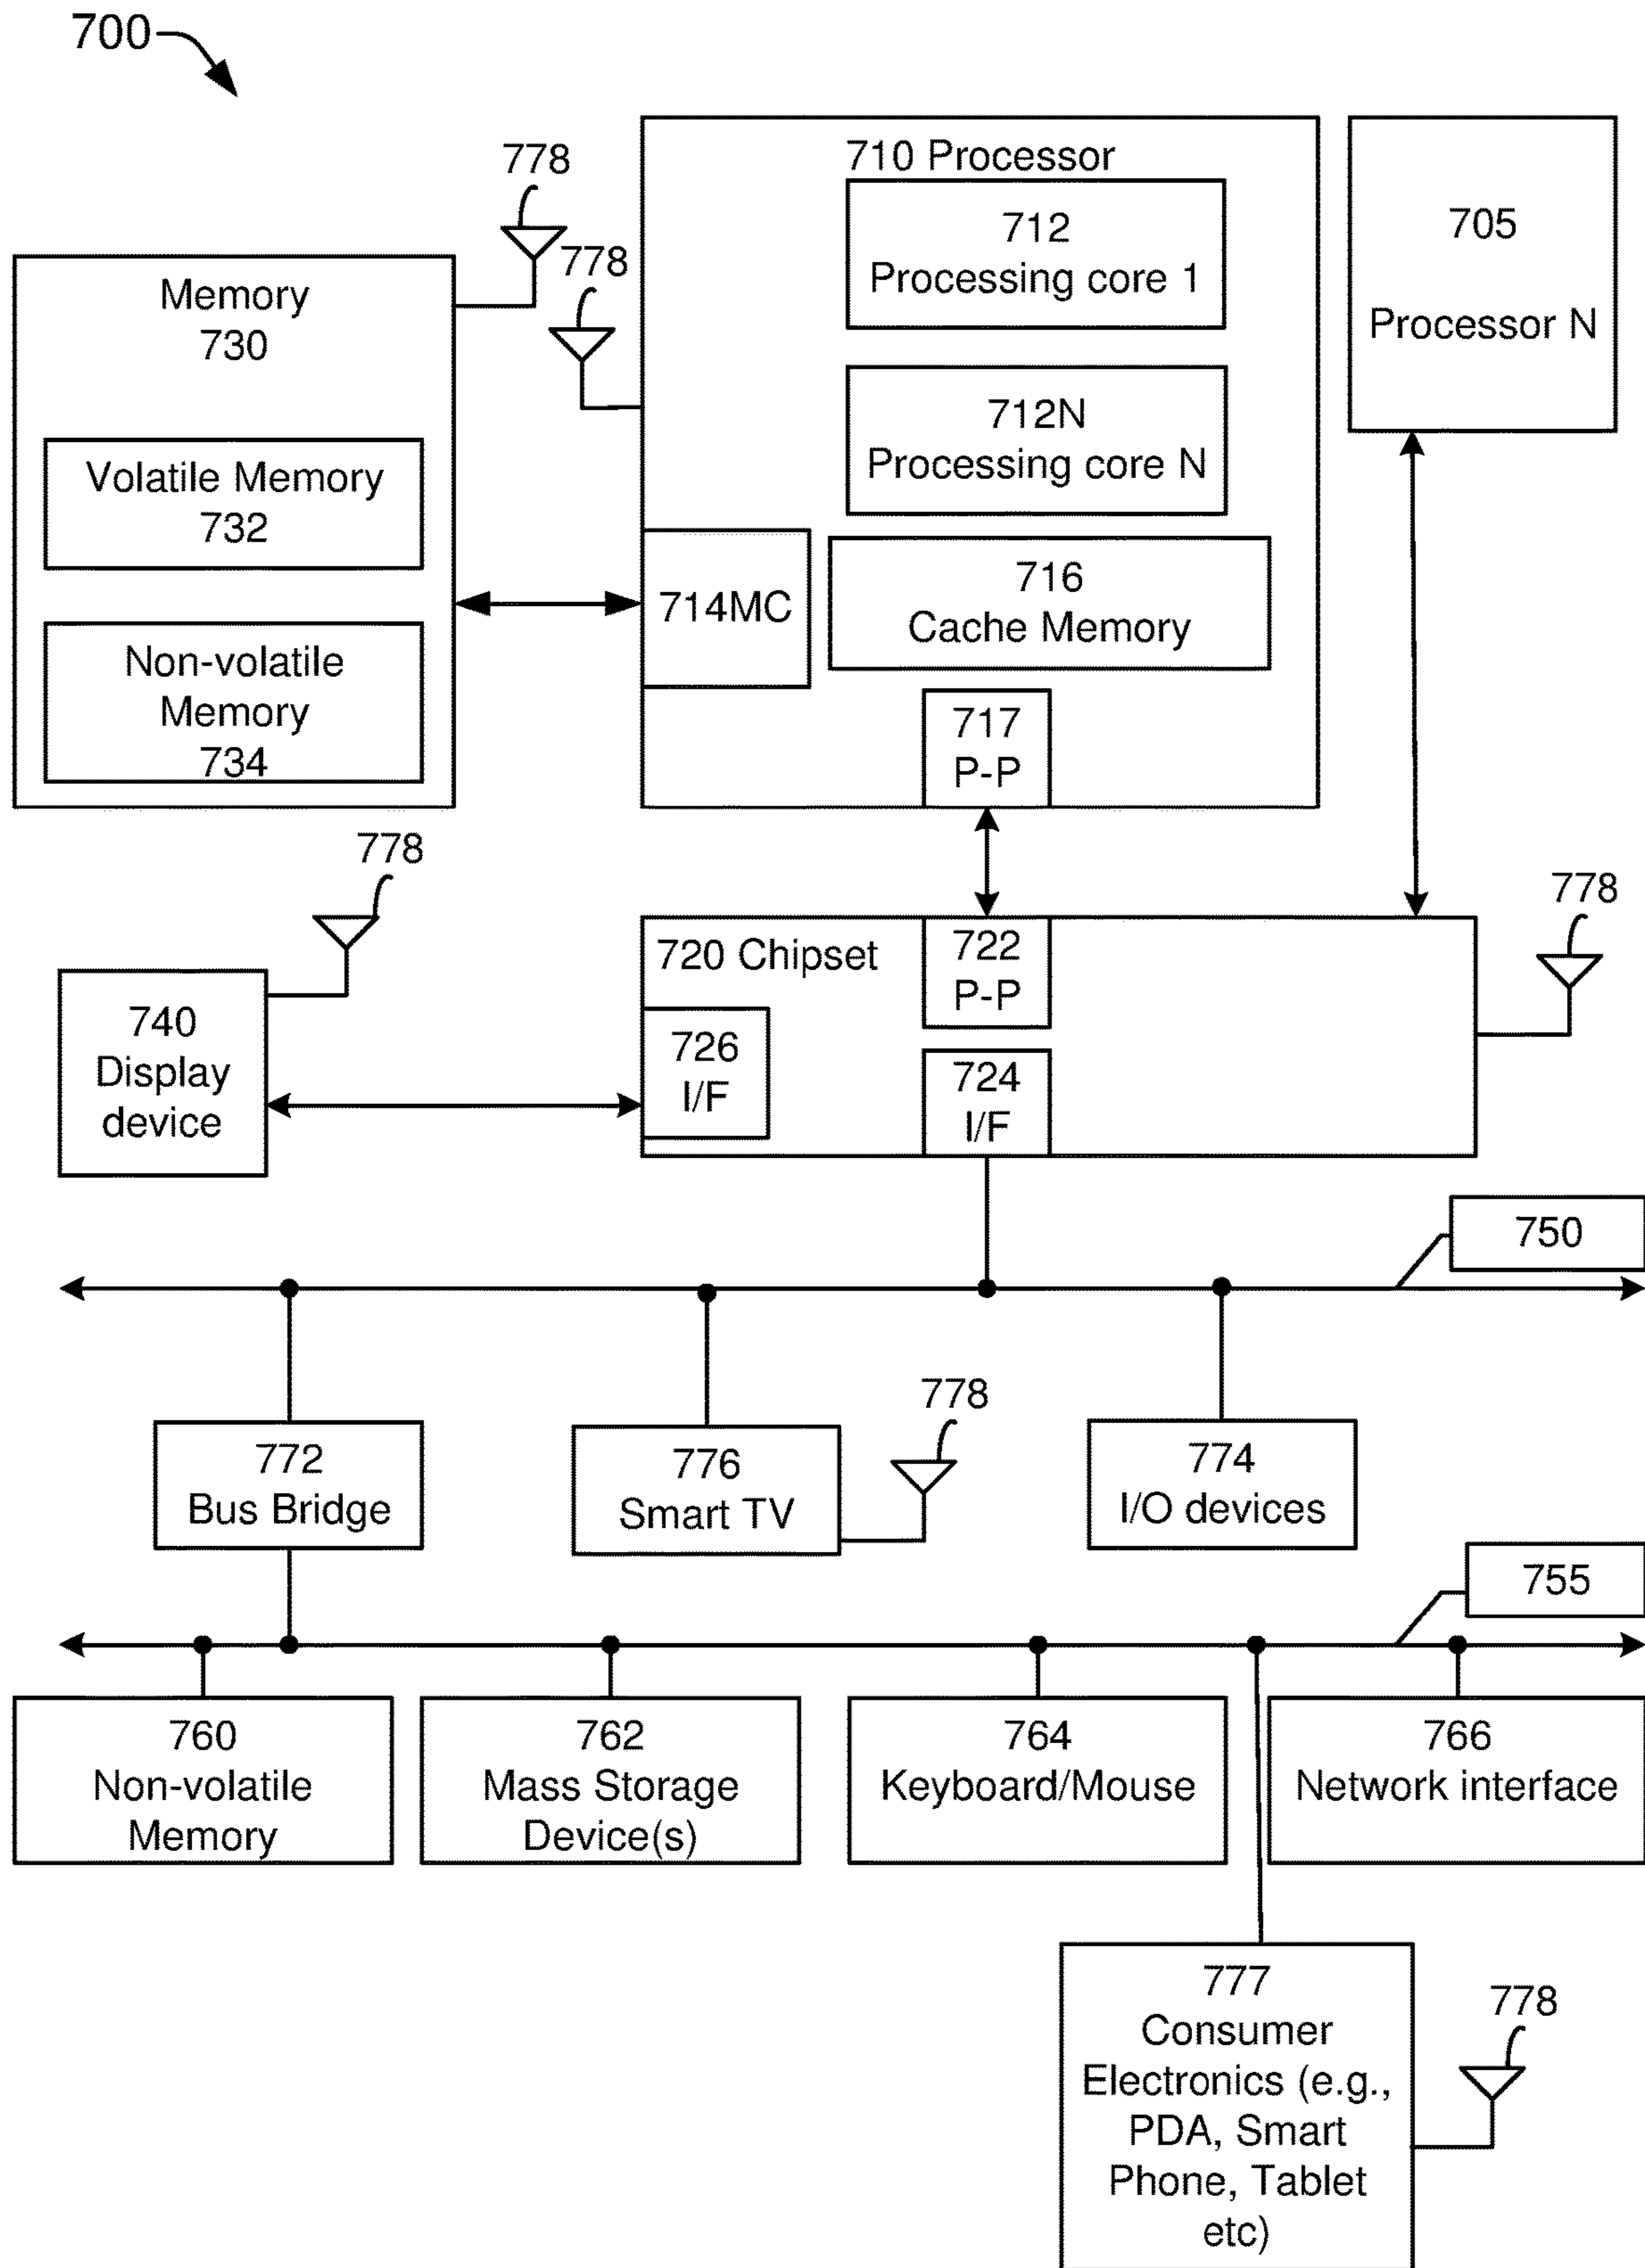 700
778
778
710 Processor
712
Processing core 1
712N
Processing core N
714MC
716
Cache Memory
717
P-P
705
Processor N
Memory
730
Volatile Memory
732
Non-volatile
Memory
734
778
740
Display
device
720 Chipset
722
P-P
726
I/F
724
I/F
778
750
772
Bus Bridge
776
Smart TV
778
774
I/O devices
755
760
Non-volatile
Memory
762
Mass Storage
Device(s)
764
Keyboard/Mouse
766
Network interface
777
Consumer
Electronics (e.g.,
PDA, Smart
Phone, Tablet
etc)
778